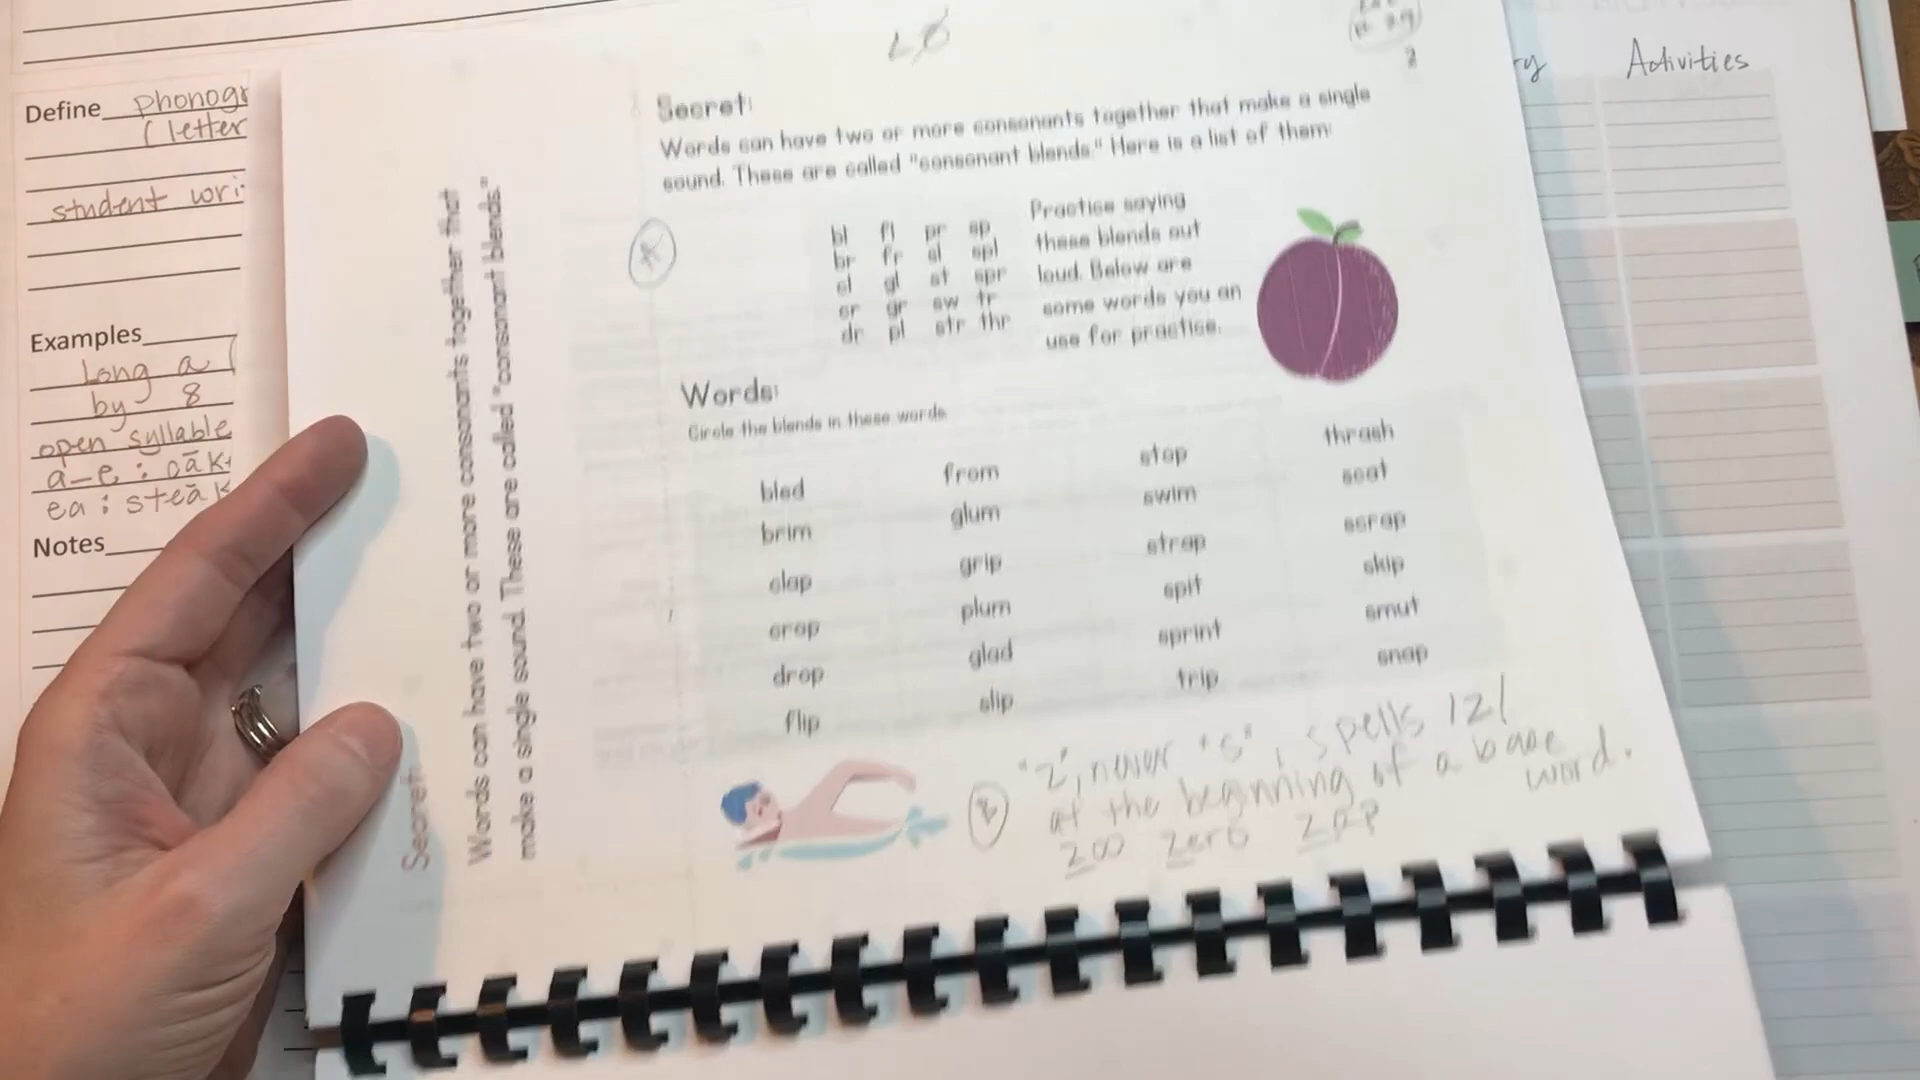 Define phonogr
(letter
student wri
Examples
Long a (
by 8
open syllable
a-e : cāk
ea : steāk
Notes
Secret:
Words can have two or more consonants together that
make a single sound. These are called "consonant blends."
2
Secret:
Words can have two or more consonants together that make a single
sound. These are called "consonant blends." Here is a list of them:
K
bl fl pr sp
br fr sl spl
cl gl st spr
cr gr sw tr
dr pl str thr
Practice saying
these blends out
loud. Below are
some words you an
use for practice.
Words:
Circle the blends in these words
bled from stop thrash
brim glum swim scat
clap grip strap scrap
crop plum spit skip
drop glad sprint smut
flip slip trip snap
B
"z", never "s", spells /z/
at the beginning of a base
word.
zoo zero zap
ry Activities